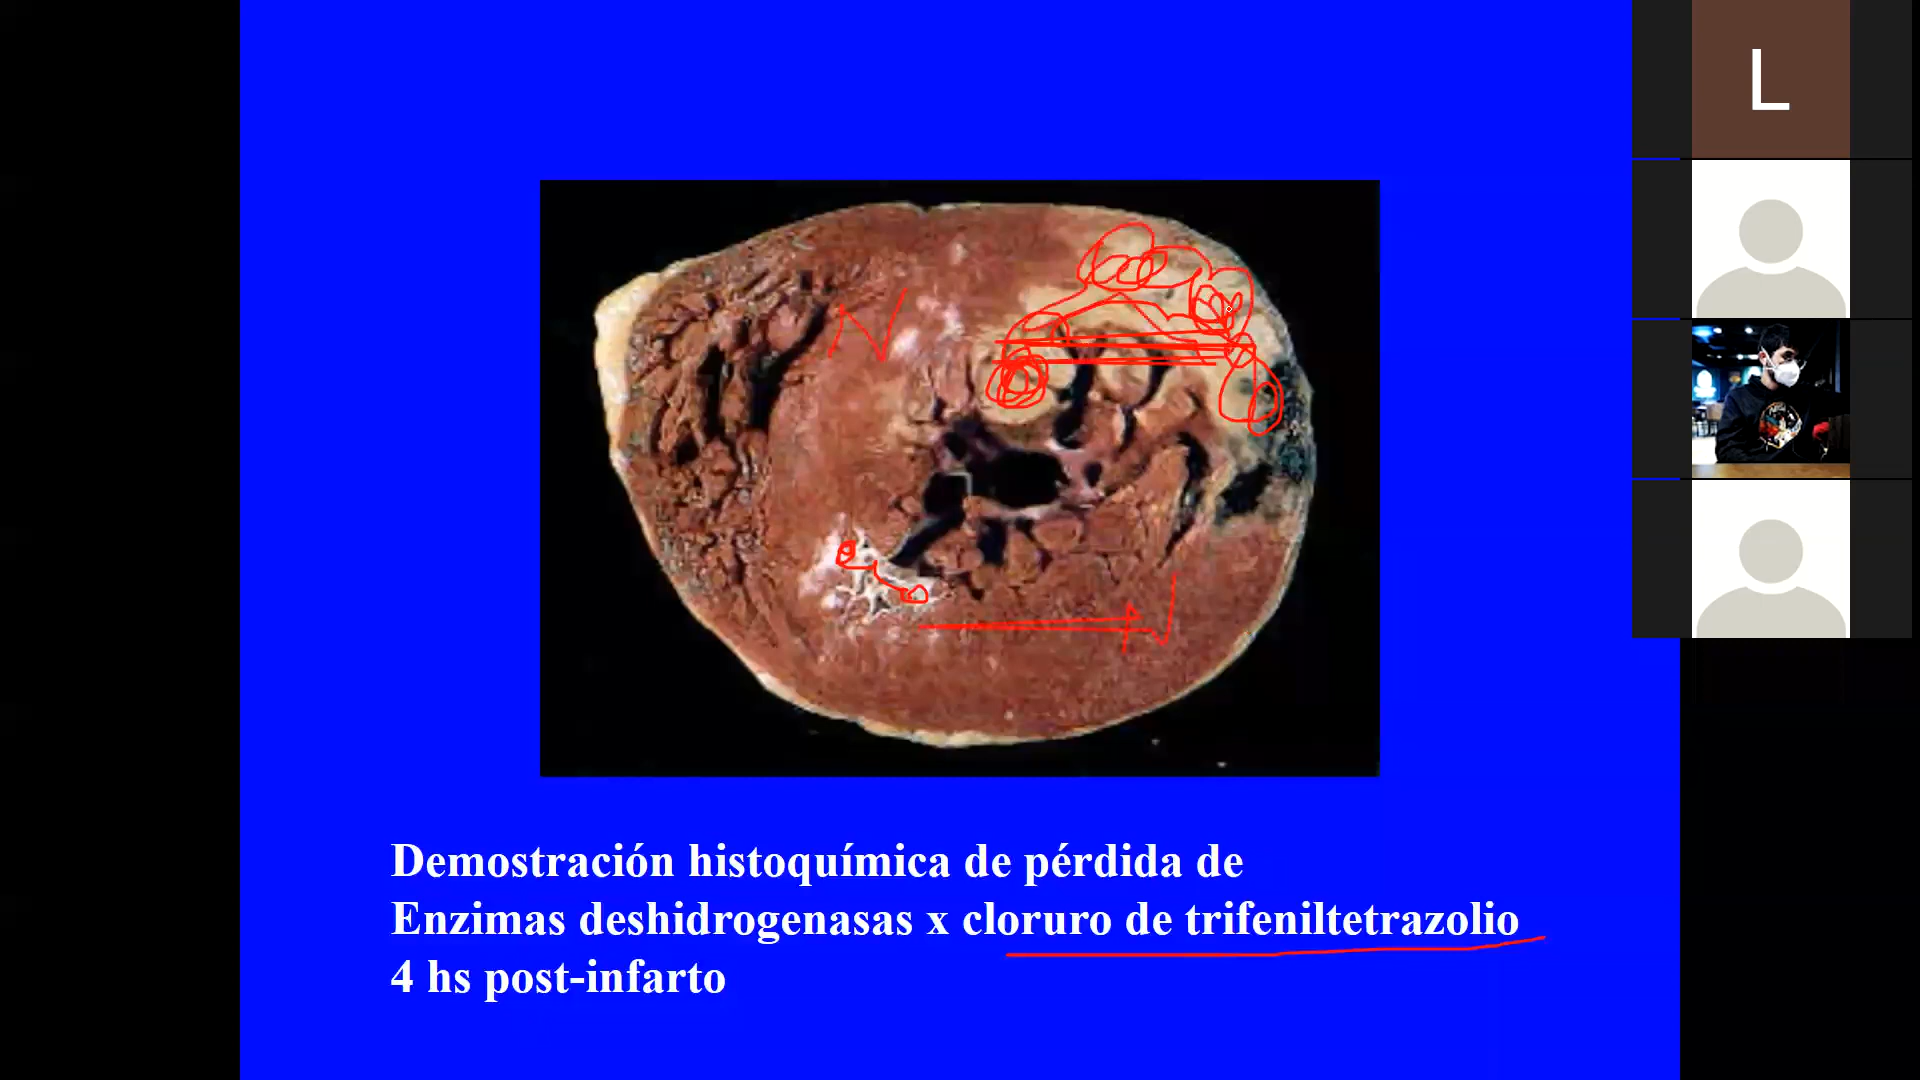 L
N
N
Demostración histoquímica de pérdida de
Enzimas deshidrogenasas x cloruro de trifeniltetrazolio
4 hs post-infarto